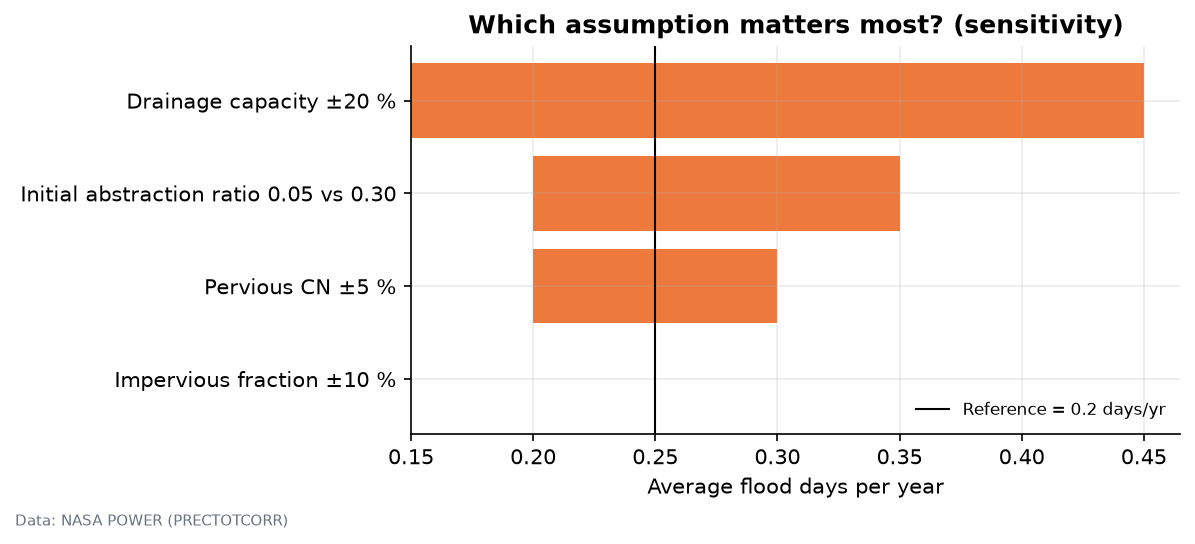 Which assumption matters most? (sensitivity)
Drainage capacity ±20 %
Initial abstraction ratio 0.05 vs 0.30
Pervious CN ±5 %
Impervious fraction ±10 %
Reference = 0.2 days/yr
0.15 0.20 0.25 0.30 0.35 0.40 0.45
Average flood days per year
Data: NASA POWER (PRECTOTCORR)